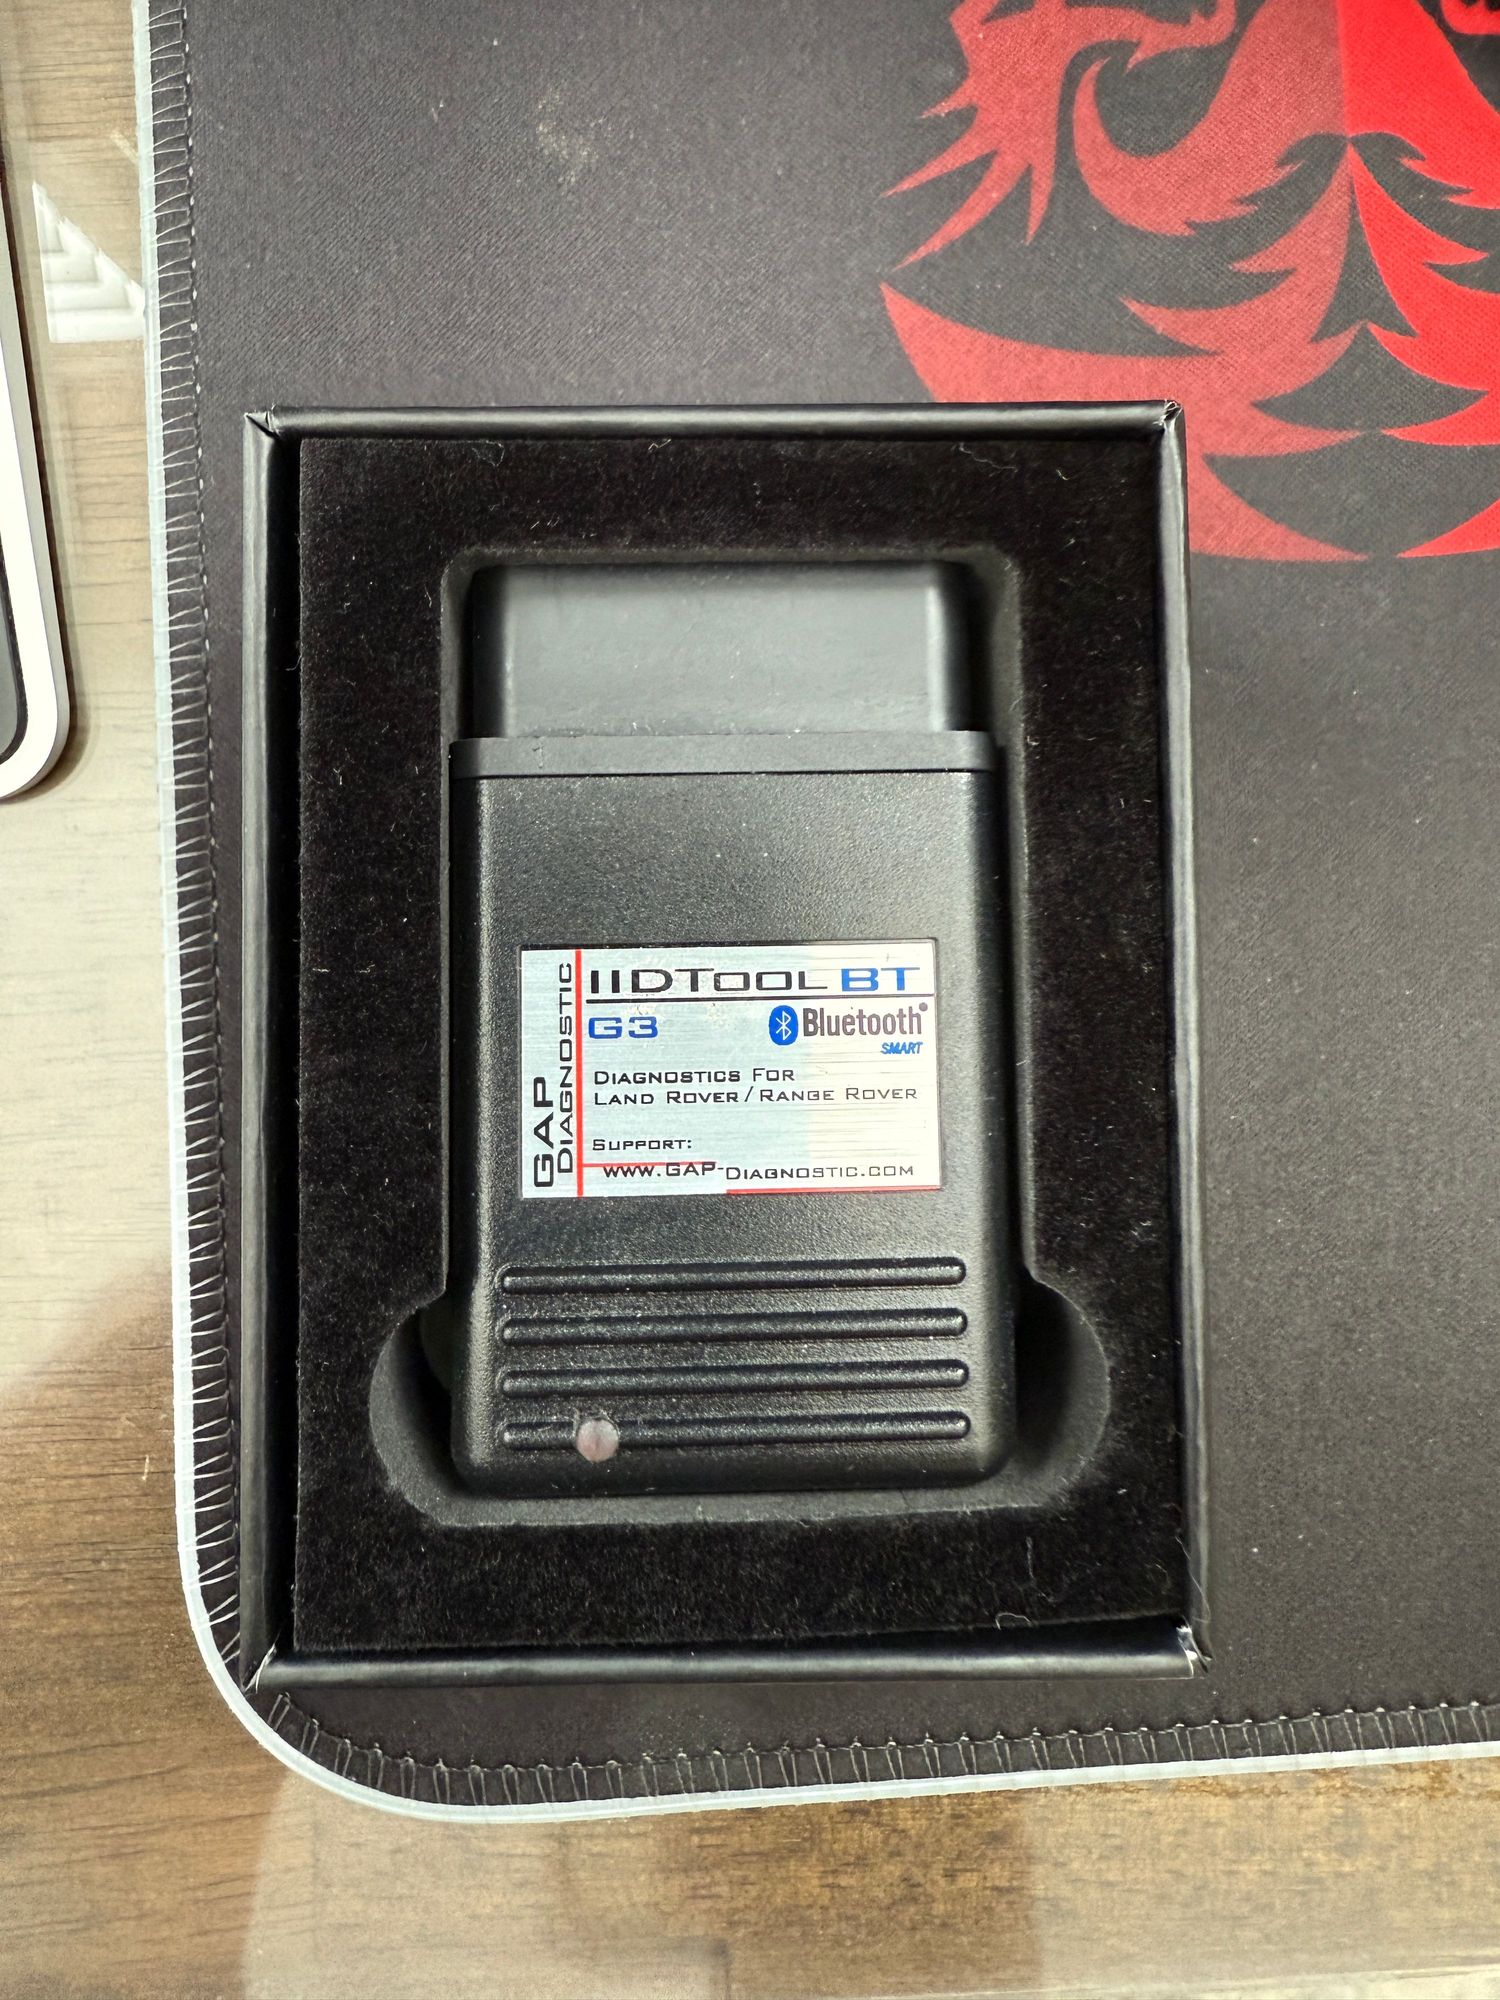 GAP
DIAGNOSTIC
IIDTOOL BT
G3
Bluetooth
SMART
DIAGNOSTICS FOR
LAND ROVER / RANGE ROVER
SUPPORT:
WWW.GAP-DIAGNOSTIC.COM